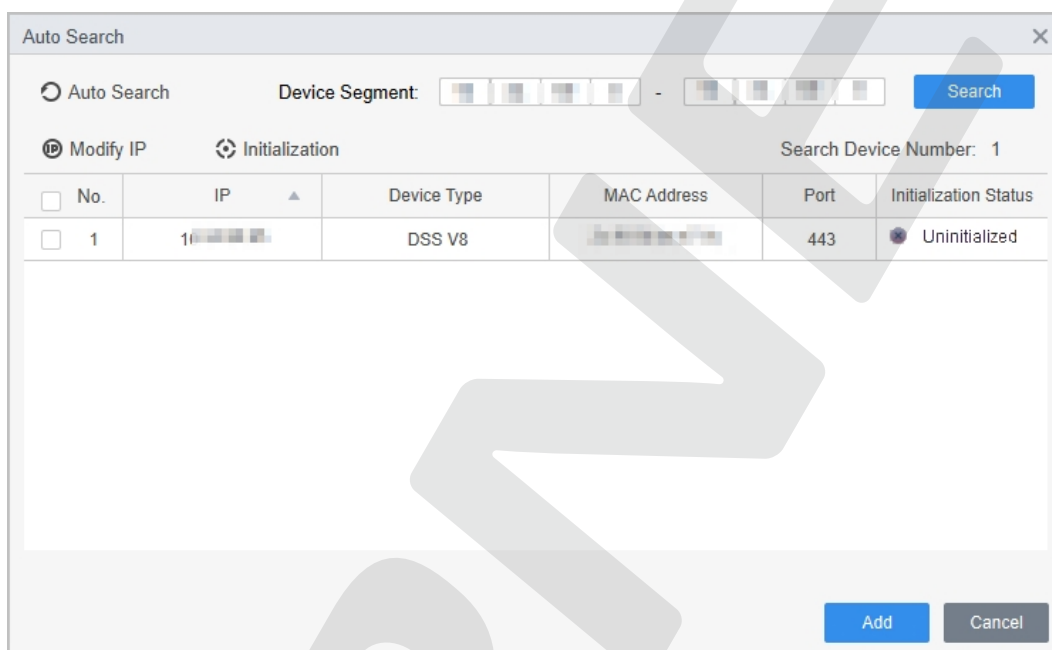 Auto Search
Auto Search Device Segment: - Search
Modify IP Initialization Search Device Number: 1
No. IP Device Type MAC Address Port Initialization Status
1 DSS V8 443 Uninitialized
Add Cancel